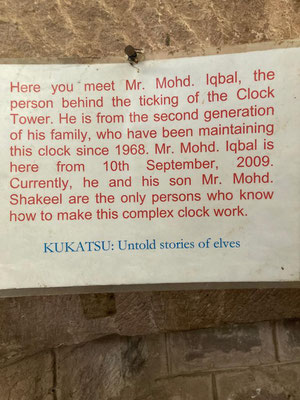 Here you meet Mr. Mohd. Iqbal, the
person behind the ticking of the Clock
Tower. He is from the second generation
of his family, who have been maintaining
this clock since 1968. Mr. Mohd. Iqbal is
here from 10th September, 2009.
Currently, he and his son Mr. Mohd.
Shakeel are the only persons who know
how to make this complex clock work.
KUKATSU: Untold stories of elves